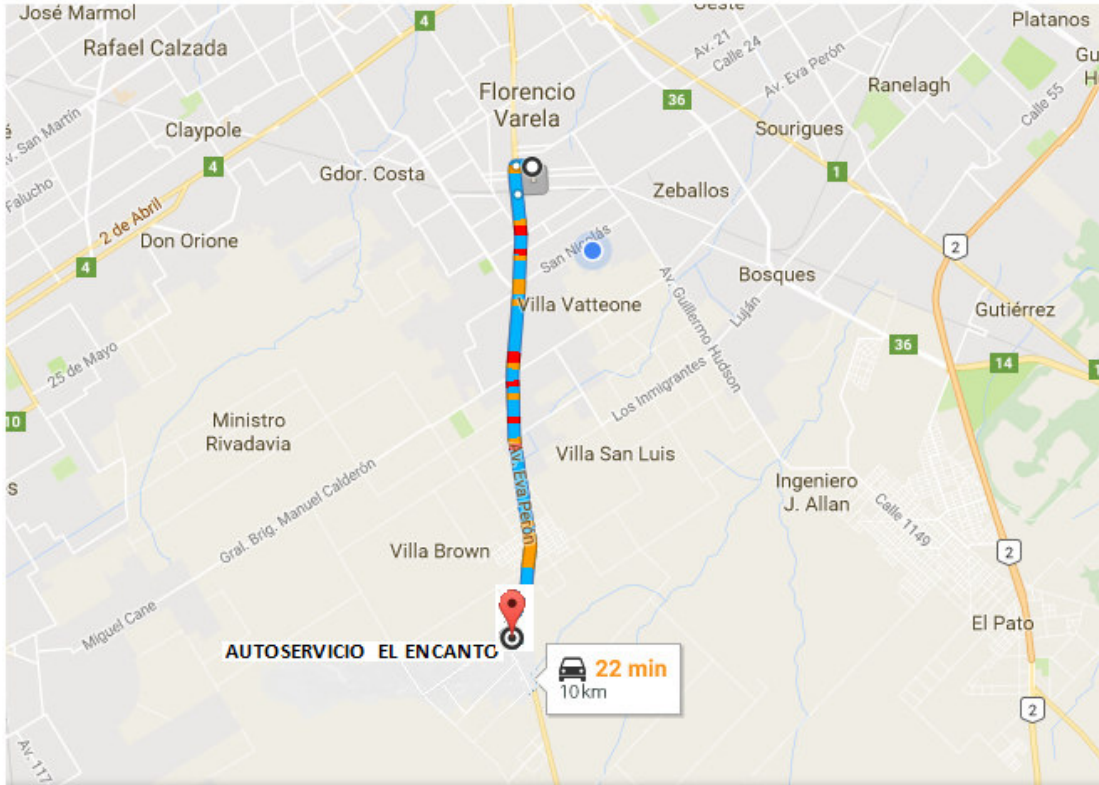 José Marmol
Oeste
Platanos
4
Rafael Calzada
Av. 21
Calle 24
Av. Eva Perón
Ranelagh
Florencio
Varela
36
Calle 55
Av. San Martín
Claypole
Sourigues
4
Gdor. Costa
1
Falucho
Zeballos
2 de Abril
Don Orione
San Nicolás
2
4
Bosques
Av. Guillermo Hudson
Luján
Villa Vatteone
Gutiérrez
36
25 de Mayo
14
1
Los Inmigrantes
10
Ministro
Rivadavia
Villa San Luis
Av. Eva Perón
Ingeniero
J. Allan
Gral. Brig. Manuel Calderón
Calle 1149
Villa Brown
2
Miguel Cane
El Pato
AUTOSERVICIO EL ENCANTO
22 min
10 km
2
Av. 117